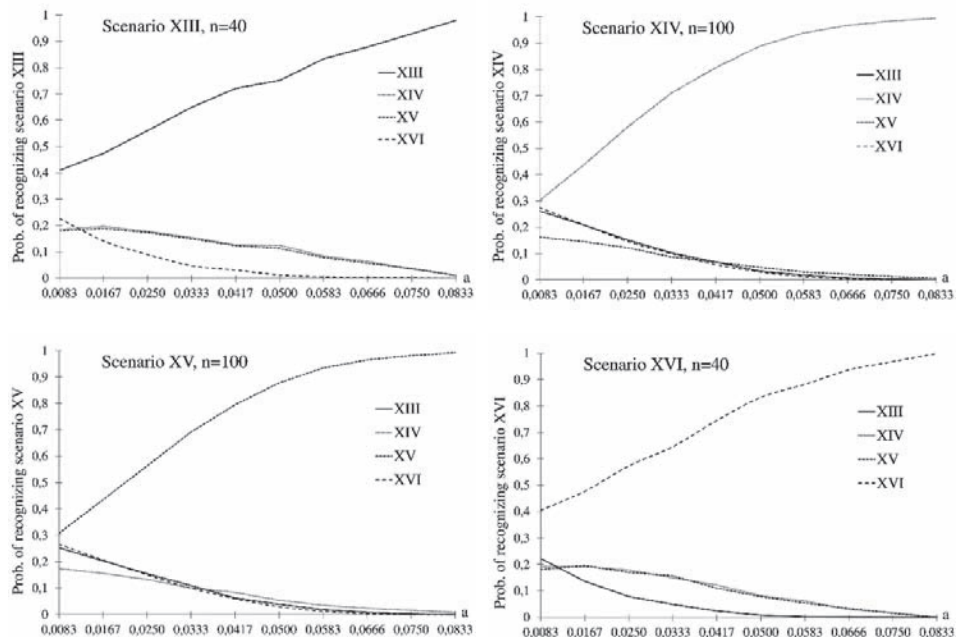 Scenario XIII, n=40
Prob. of recognizing scenario XIII
1
0,9
0,8
0,7
0,6
0,5
0,4
0,3
0,2
0,1
0
XIII
XIV
XV
XVI
a
0,0083 0,0167 0,0250 0,0333 0,0417 0,0500 0,0583 0,0666 0,0750 0,0833
Scenario XIV, n=100
Prob. of recognizing scenario XIV
1
0,9
0,8
0,7
0,6
0,5
0,4
0,3
0,2
0,1
0
XIII
XIV
XV
XVI
a
0,0083 0,0167 0,0250 0,0333 0,0417 0,0500 0,0583 0,0666 0,0750 0,0833
Scenario XV, n=100
Prob. of recognizing scenario XV
1
0,9
0,8
0,7
0,6
0,5
0,4
0,3
0,2
0,1
0
XIII
XIV
XV
XVI
a
0,0083 0,0167 0,0250 0,0333 0,0417 0,0500 0,0583 0,0666 0,0750 0,0833
Scenario XVI, n=40
Prob. of recognizing scenario XVI
1
0,9
0,8
0,7
0,6
0,5
0,4
0,3
0,2
0,1
0
XIII
XIV
XV
XVI
a
0,0083 0,0167 0,0250 0,0333 0,0417 0,0500 0,0583 0,0666 0,0750 0,0833